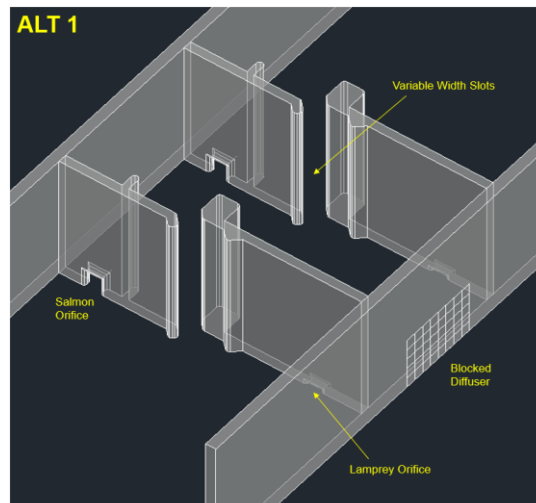 ALT 1
Variable Width Slots
Salmon
Orifice
Blocked
Diffuser
Lamprey Orifice